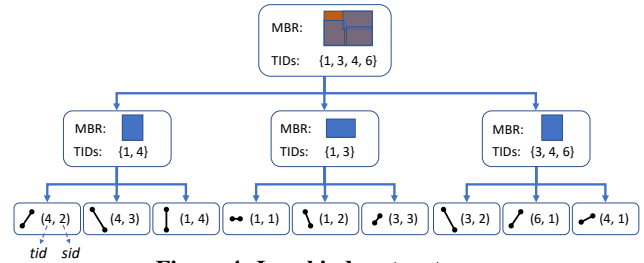 MBR:
TIDs: {1, 3, 4, 6}
MBR: MBR: MBR:
TIDs: {1, 4} TIDs: {1, 3} TIDs: {3, 4, 6}
(4, 2) (4, 3) (1, 4) (1, 1) (1, 2) (3, 3) (3, 2) (6, 1) (4, 1)
tid sid